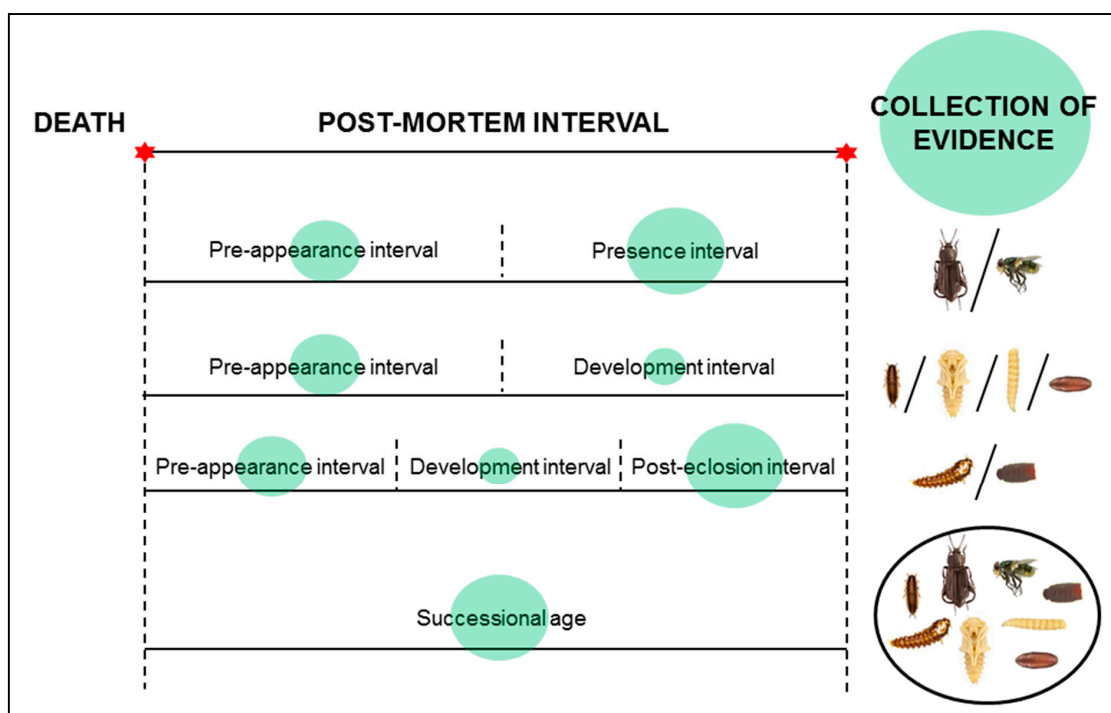 DEATH
POST-MORTEM INTERVAL
COLLECTION OF
EVIDENCE
Pre-appearance interval
Presence interval
Pre-appearance interval
Development interval
Pre-appearance interval
Development interval
Post-eclosion interval
Successional age